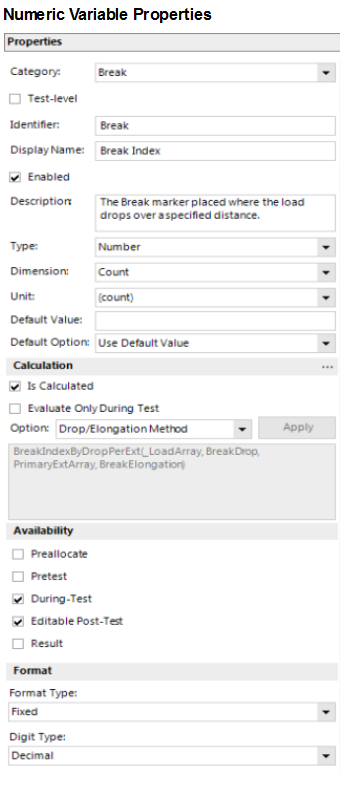 Numeric Variable Properties
Properties
Category: Break
Test-level
Identifier: Break
Display Name: Break Index
Enabled
Description: The Break marker placed where the load
drops over a specified distance.
Type: Number
Dimension: Count
Unit: (count)
Default Value:
Default Option: Use Default Value
Calculation ...
Is Calculated
Evaluate Only During Test
Option: Drop/Elongation Method Apply
BreakIndexByDropPerExt(_LoadArray, BreakDrop,
PrimaryExtArray, BreakElongation)
Availability
Preallocate
Pretest
During-Test
Editable Post-Test
Result
Format
Format Type:
Fixed
Digit Type:
Decimal